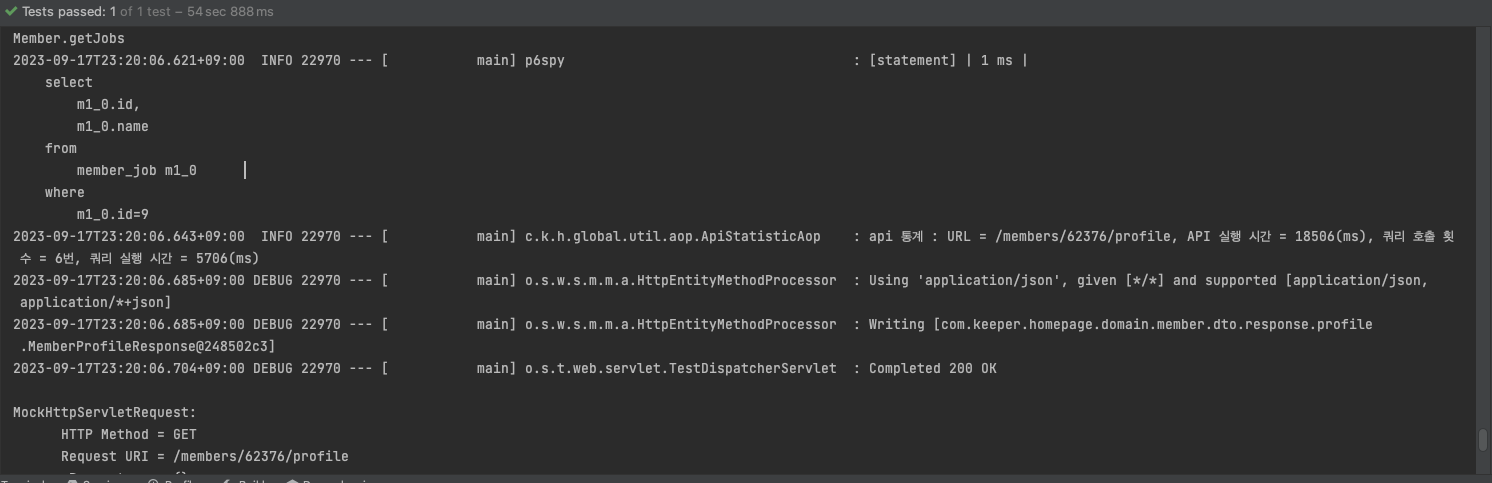 Tests passed: 1 of 1 test – 54 sec 888 ms
Member.getJobs
2023-09-17T23:20:06.621+09:00  INFO 22970 --- [           main] p6spy                                    : [statement] | 1 ms |
    select
        m1_0.id,
        m1_0.name
    from
        member_job m1_0
    where
        m1_0.id=9
2023-09-17T23:20:06.643+09:00  INFO 22970 --- [           main] c.k.h.global.util.aop.ApiStatisticAop    : api 통계 : URL = /members/62376/profile, API 실행 시간 = 18506(ms), 쿼리 호출 횟
수 = 6번, 쿼리 실행 시간 = 5706(ms)
2023-09-17T23:20:06.685+09:00 DEBUG 22970 --- [           main] o.s.w.s.m.m.a.HttpEntityMethodProcessor  : Using 'application/json', given [*/*] and supported [application/json,
application/*+json]
2023-09-17T23:20:06.685+09:00 DEBUG 22970 --- [           main] o.s.w.s.m.m.a.HttpEntityMethodProcessor  : Writing [com.keeper.homepage.domain.member.dto.response.profile
.MemberProfileResponse@248502c3]
2023-09-17T23:20:06.704+09:00 DEBUG 22970 --- [           main] o.s.t.web.servlet.TestDispatcherServlet  : Completed 200 OK
MockHttpServletRequest:
      HTTP Method = GET
      Request URI = /members/62376/profile